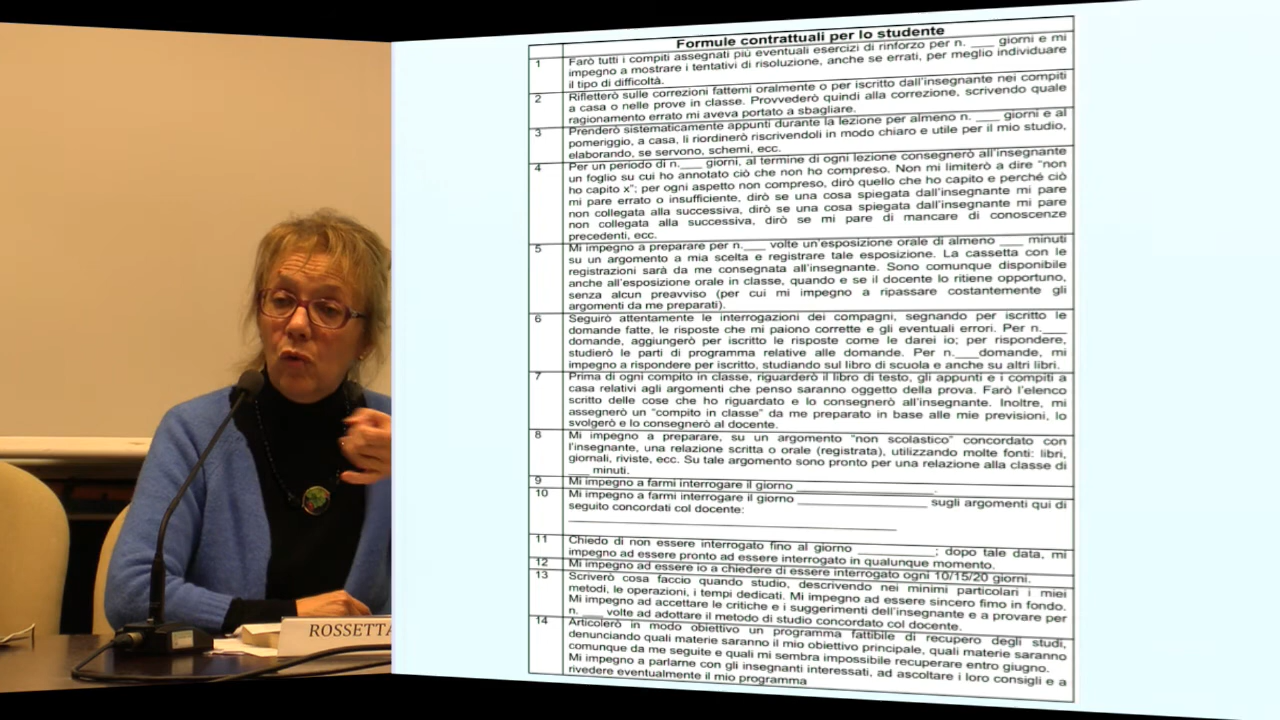 Formule contrattuali per lo studente
1 Farò tutti i compiti assegnati più eventuali esercizi di rinforzo per n. ___ giorni e mi
impegno a mostrare i tentativi di risoluzione, anche se errati, per meglio individuare
il tipo di difficoltà.
2 Rifletterò sulle correzioni fattemi oralmente o per iscritto dall'insegnante nei compiti
a casa o nelle prove in classe. Provvederò quindi alla correzione, scrivendo quale
ragionamento errato mi aveva portato a sbagliare.
3 Prenderò sistematicamente appunti durante la lezione per almeno n. ___ giorni e al
pomeriggio, a casa, li riordinerò riscrivendoli in modo chiaro e utile per il mio studio,
elaborando, se servono, schemi, ecc.
4 Per un periodo di n.___ giorni, al termine di ogni lezione consegnerò all'insegnante
un foglio su cui ho annotato ciò che non ho compreso. Non mi limiterò a dire "non
ho capito x"; per ogni aspetto non compreso, dirò quello che ho capito e perché ciò
mi pare errato o insufficiente, dirò se una cosa spiegata dall'insegnante mi pare
non collegata alla successiva, dirò se una cosa spiegata dall'insegnante mi pare
non collegata alla successiva, dirò se mi pare di mancare di conoscenze
precedenti, ecc.
5 Mi impegno a preparare per n.___ volte un'esposizione orale di almeno ___ minuti
su un argomento a mia scelta e registrare tale esposizione. La cassetta con le
registrazioni sarà da me consegnata all'insegnante. Sono comunque disponibile
anche all'esposizione orale in classe, quando e se il docente lo ritiene opportuno,
senza alcun preavviso (per cui mi impegno a ripassare costantemente gli
argomenti da me preparati).
6 Seguirò attentamente le interrogazioni dei compagni, segnando per iscritto le
domande fatte, le risposte che mi paiono corrette e gli eventuali errori. Per n.___
domande, aggiungerò per iscritto le risposte come le darei io; per rispondere,
studierò le parti di programma relative alle domande. Per n.___domande, mi
impegno a rispondere per iscritto, studiando sul libro di scuola e anche su altri libri.
7 Prima di ogni compito in classe, riguarderò il libro di testo, gli appunti e i compiti a
casa relativi agli argomenti che penso saranno oggetto della prova. Farò l'elenco
scritto delle cose che ho riguardato e lo consegnerò all'insegnante. Inoltre, mi
assegnerò un "compito in classe" da me preparato in base alle mie previsioni, lo
svolgerò e lo consegnerò al docente.
8 Mi impegno a preparare, su un argomento "non scolastico" concordato con
l'insegnante, una relazione scritta o orale (registrata), utilizzando molte fonti: libri,
giornali, riviste, ecc. Su tale argomento sono pronto per una relazione alla classe di
___ minuti.
9 Mi impegno a farmi interrogare il giorno ____________________.
10 Mi impegno a farmi interrogare il giorno ___________________ sugli argomenti qui di
seguito concordati col docente:
________________________________________________
11 Chiedo di non essere interrogato fino al giorno ___________; dopo tale data, mi
impegno ad essere pronto ad essere interrogato in qualunque momento.
12 Mi impegno ad essere io a chiedere di essere interrogato ogni 10/15/20 giorni.
13 Scriverò cosa faccio quando studio, descrivendo nei minimi particolari i miei
metodi, le operazioni, i tempi dedicati. Mi impegno ad essere sincero fimo in fondo.
Mi impegno ad accettare le critiche e i suggerimenti dell'insegnante e a provare per
n. ___ volte ad adottare il metodo di studio concordato col docente.
14 Articolerò in modo obiettivo un programma fattibile di recupero degli studi,
denunciando quali materie saranno il mio obiettivo principale, quali materie saranno
comunque da me seguite e quali mi sembra impossibile recuperare entro giugno.
Mi impegno a parlarne con gli insegnanti interessati, ad ascoltare i loro consigli e a
rivedere eventualmente il mio programma
ROSSETTA